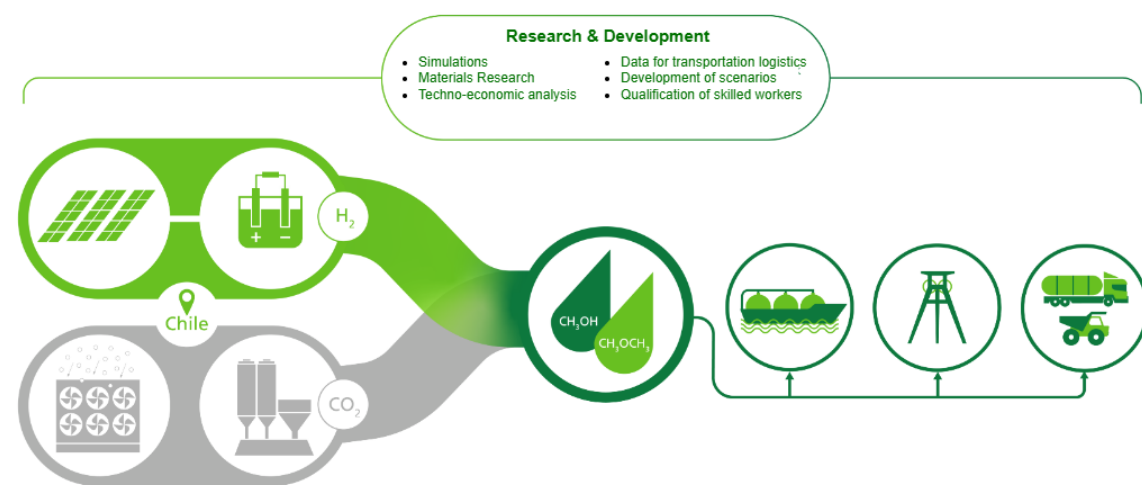 Research & Development
• Simulations
• Materials Research
• Techno-economic analysis
• Data for transportation logistics
• Development of scenarios
• Qualification of skilled workers
H₂
Chile
CO₂
CH₃OH
CH₃OCH₃
+ −